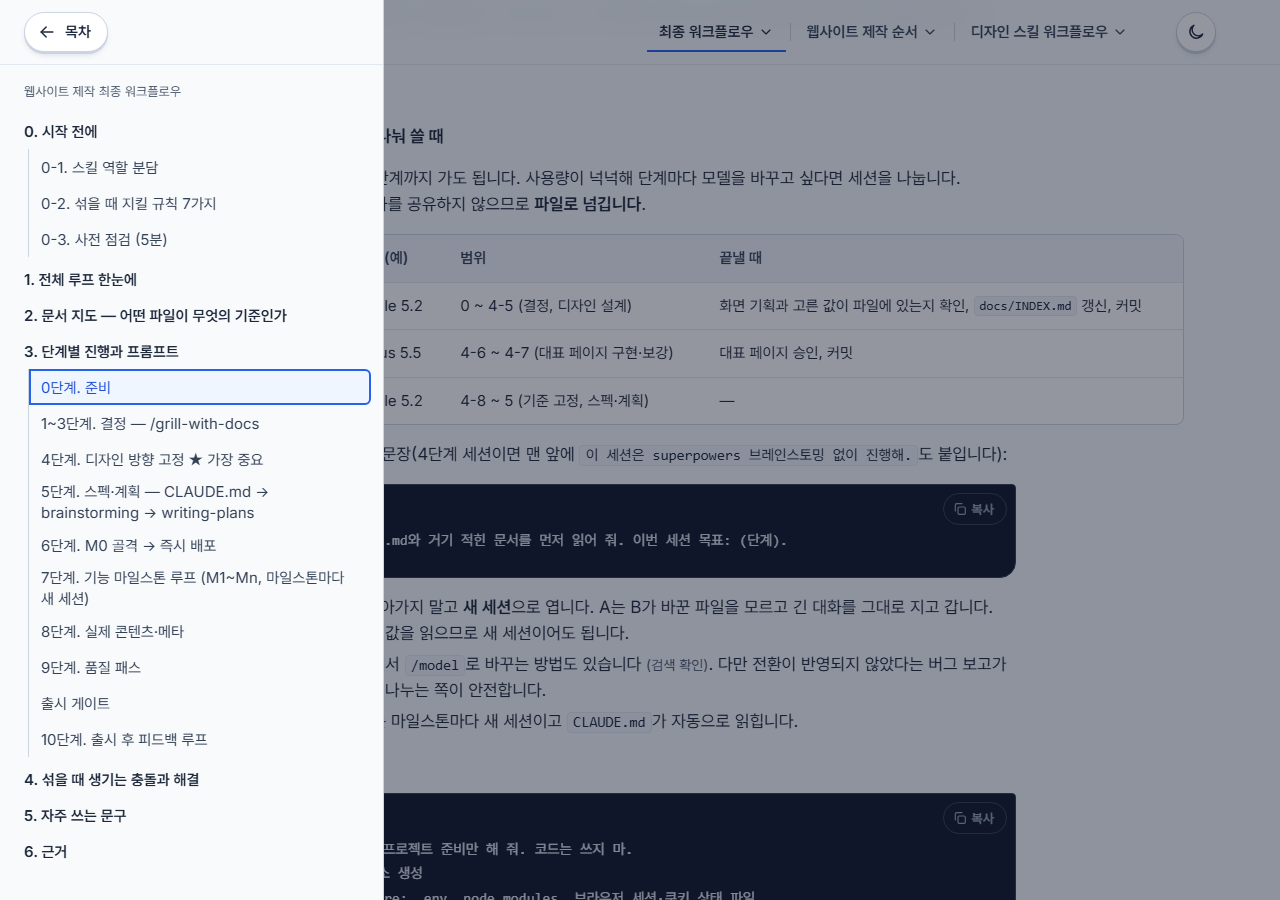 목차
최종 워크플로우
웹사이트 제작 순서
디자인 스킬 워크플로우
웹사이트 제작 최종 워크플로우
0. 시작 전에
0-1. 스킬 역할 분담
0-2. 섞을 때 지킬 규칙 7가지
0-3. 사전 점검 (5분)
1. 전체 루프 한눈에
2. 문서 지도 — 어떤 파일이 무엇의 기준인가
3. 단계별 진행과 프롬프트
0단계. 준비
1~3단계. 결정 — /grill-with-docs
4단계. 디자인 방향 고정 ★ 가장 중요
5단계. 스펙·계획 — CLAUDE.md →
brainstorming → writing-plans
6단계. M0 골격 → 즉시 배포
7단계. 기능 마일스톤 루프 (M1~Mn, 마일스톤마다
새 세션)
8단계. 실제 콘텐츠·메타
9단계. 품질 패스
출시 게이트
10단계. 출시 후 피드백 루프
4. 섞을 때 생기는 충돌과 해결
5. 자주 쓰는 문구
6. 근거
나눠 쓸 때
단계까지 가도 됩니다. 사용량이 넉넉해 단계마다 모델을 바꾸고 싶다면 세션을 나눕니다.
를 공유하지 않으므로 파일로 넘깁니다.
(예) 범위 끝낼 때
le 5.2 0 ~ 4-5 (결정, 디자인 설계) 화면 기획과 고른 값이 파일에 있는지 확인, docs/INDEX.md 갱신, 커밋
us 5.5 4-6 ~ 4-7 (대표 페이지 구현·보강) 대표 페이지 승인, 커밋
le 5.2 4-8 ~ 5 (기준 고정, 스펙·계획) —
문장(4단계 세션이면 맨 앞에 이 세션은 superpowers 브레인스토밍 없이 진행해. 도 붙입니다):
복사
.md와 거기 적힌 문서를 먼저 읽어 줘. 이번 세션 목표: (단계).
아가지 말고 새 세션으로 엽니다. A는 B가 바꾼 파일을 모르고 긴 대화를 그대로 지고 갑니다.
값을 읽으므로 새 세션이어도 됩니다.
서 /model 로 바꾸는 방법도 있습니다 (검색 확인). 다만 전환이 반영되지 않았다는 버그 보고가
나누는 쪽이 안전합니다.
마일스톤마다 새 세션이고 CLAUDE.md 가 자동으로 읽힙니다.
복사
프로젝트 준비만 해 줘. 코드는 쓰지 마.
생성
re: .env, node_modules, 브라우저 세션·쿠키 상태 파일